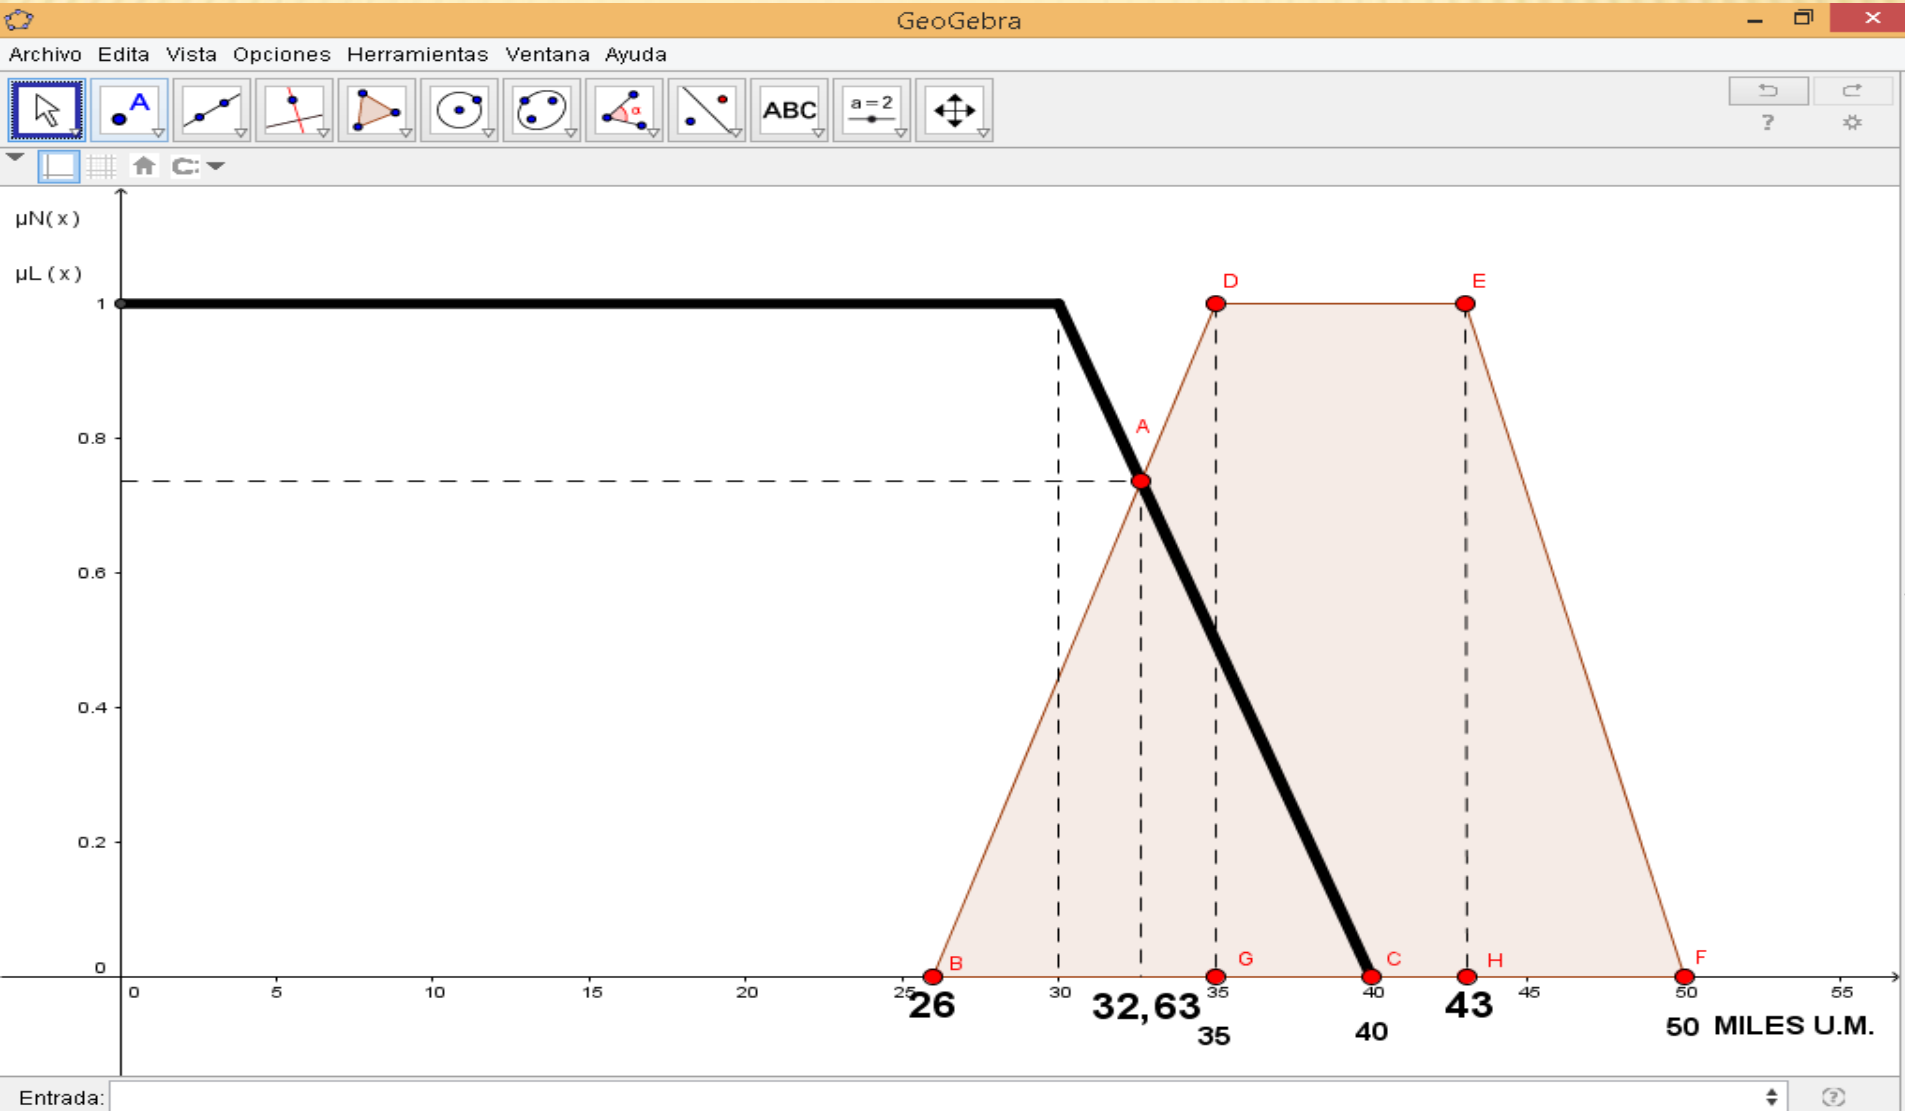 GeoGebra
Archivo Edita Vista Opciones Herramientas Ventana Ayuda
A
α
ABC
a=2
?
C:
μN(x)
μL (x)
D
E
1
A
0.8
0.6
0.4
0.2
0
B
G
C
H
F
0 5 10 15 20 25 30 35 40 45 50 55
26
32,63
43
35
40
50 MILES U.M.
Entrada:
?